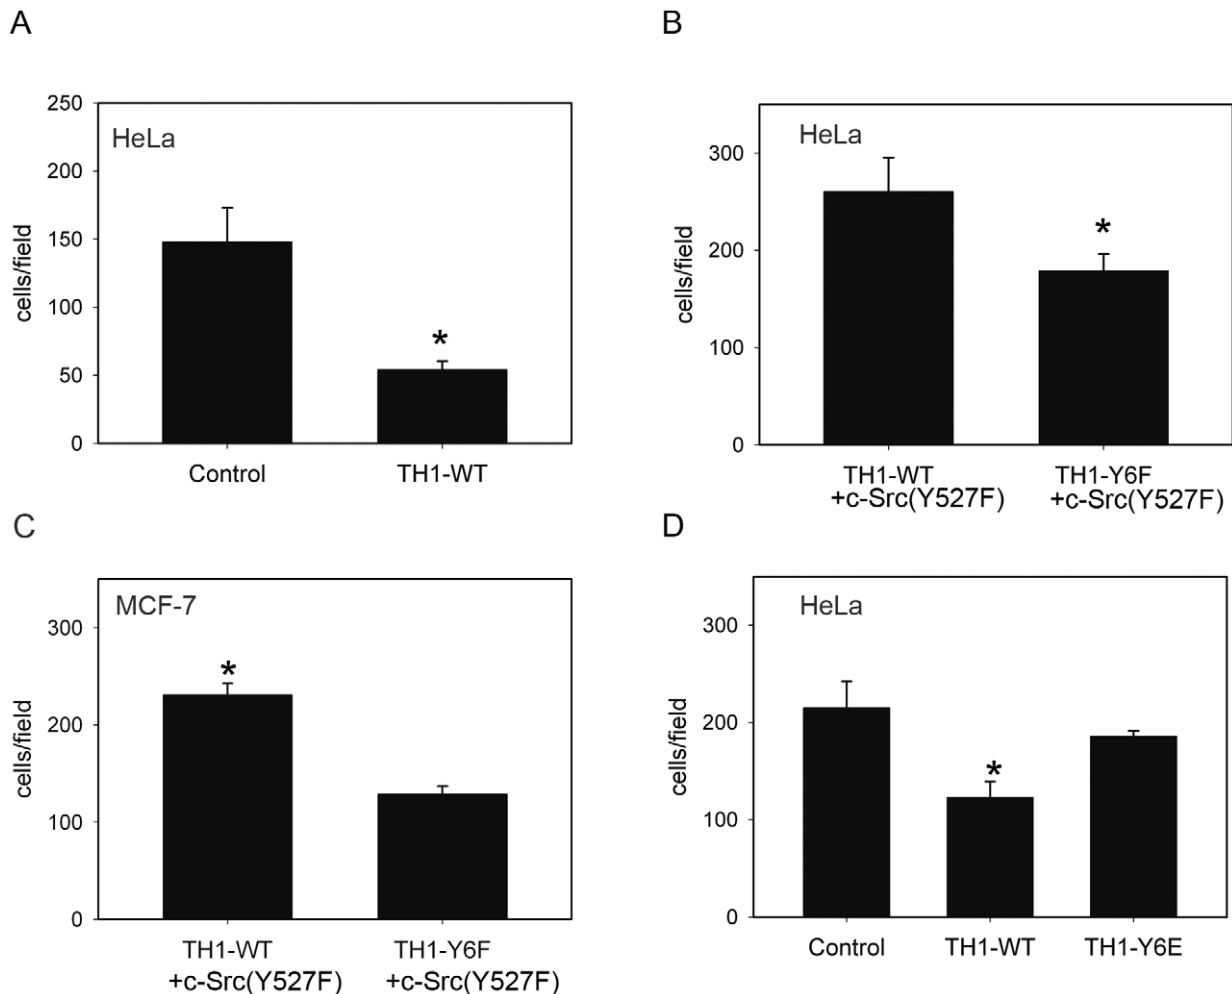 A
HeLa
250
200
150
100
50
0
cells/field
*
Control TH1-WT
B
HeLa
300
200
100
0
cells/field
*
TH1-WT TH1-Y6F
+c-Src(Y527F) +c-Src(Y527F)
C
MCF-7
300
200
100
0
cells/field
*
TH1-WT TH1-Y6F
+c-Src(Y527F) +c-Src(Y527F)
D
HeLa
300
200
100
0
cells/field
*
Control TH1-WT TH1-Y6E